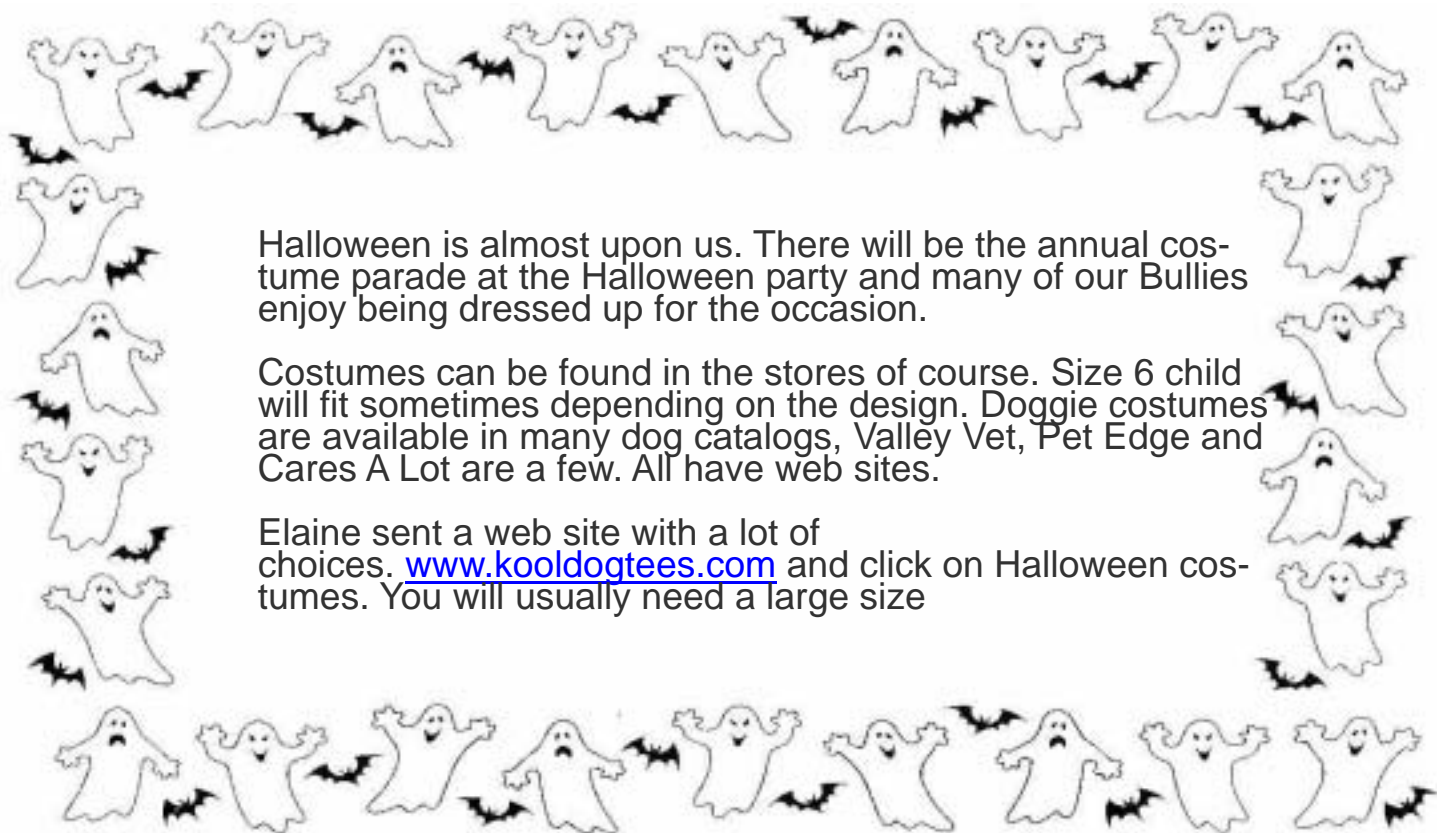 Halloween is almost upon us. There will be the annual cos-
tume parade at the Halloween party and many of our Bullies
enjoy being dressed up for the occasion.
Costumes can be found in the stores of course. Size 6 child
will fit sometimes depending on the design. Doggie costumes
are available in many dog catalogs, Valley Vet, Pet Edge and
Cares A Lot are a few. All have web sites.
Elaine sent a web site with a lot of
choices. www.kooldogtees.com and click on Halloween cos-
tumes. You will usually need a large size